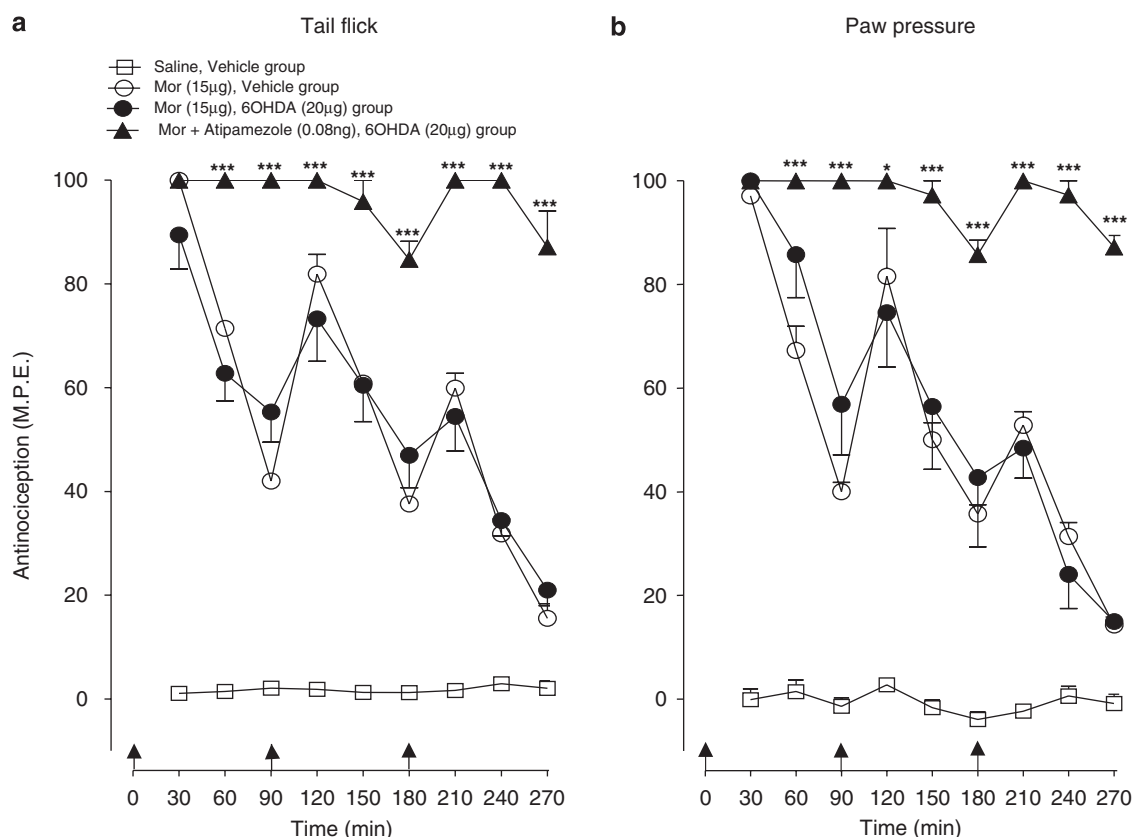 a Tail flick
Saline, Vehicle group
Mor (15µg), Vehicle group
Mor (15µg), 6OHDA (20µg) group
Mor + Atipamezole (0.08ng), 6OHDA (20µg) group
*** *** *** *** *** *** *** ***
100
80
60
40
20
0
Antinociception (M.P.E.)
0 30 60 90 120 150 180 210 240 270
Time (min)
b Paw pressure
*** *** * *** *** *** *** ***
100
80
60
40
20
0
0 30 60 90 120 150 180 210 240 270
Time (min)